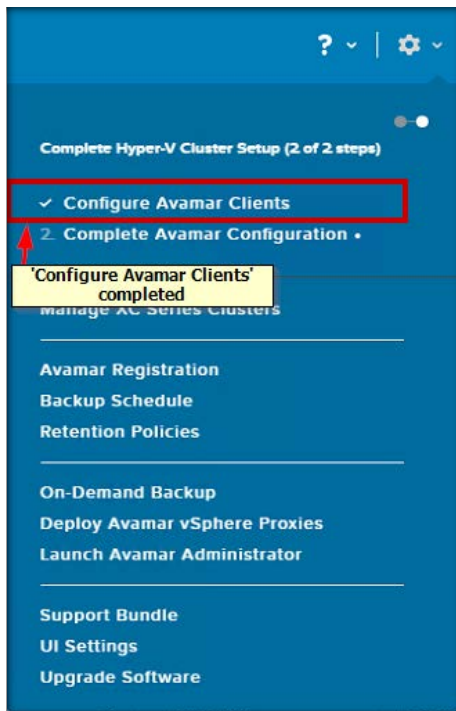 ?
Complete Hyper-V Cluster Setup (2 of 2 steps)
✓ Configure Avamar Clients
2. Complete Avamar Configuration •
'Configure Avamar Clients'
completed
Manage XC Series Clusters
Avamar Registration
Backup Schedule
Retention Policies
On-Demand Backup
Deploy Avamar vSphere Proxies
Launch Avamar Administrator
Support Bundle
UI Settings
Upgrade Software